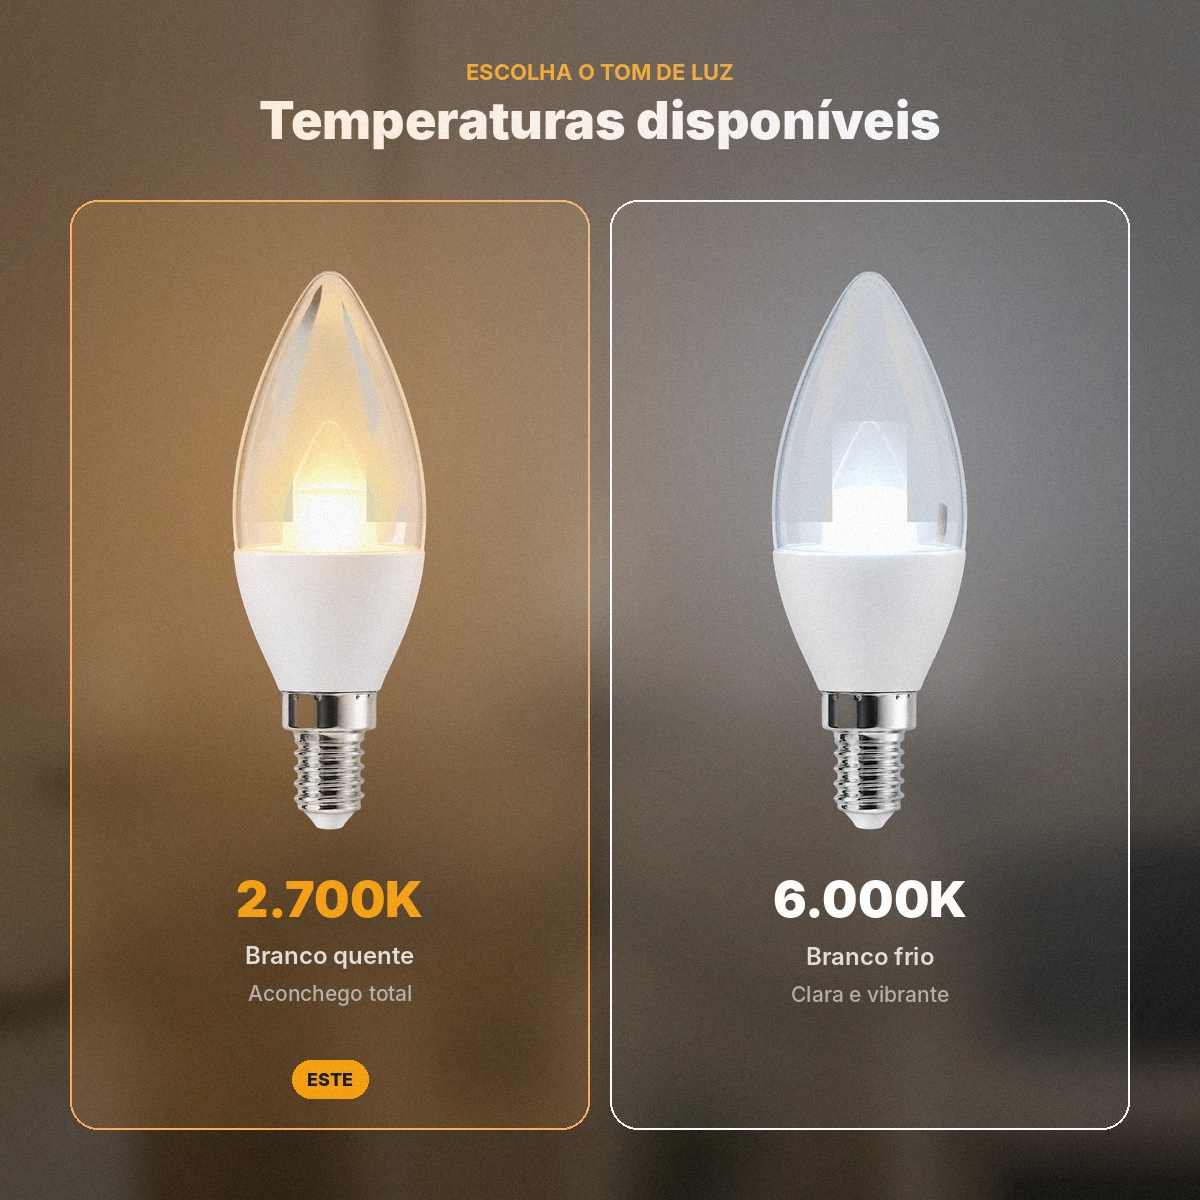 ESCOLHA O TOM DE LUZ
Temperaturas disponíveis
2.700K
Branco quente
Aconchego total
ESTE
6.000K
Branco frio
Clara e vibrante